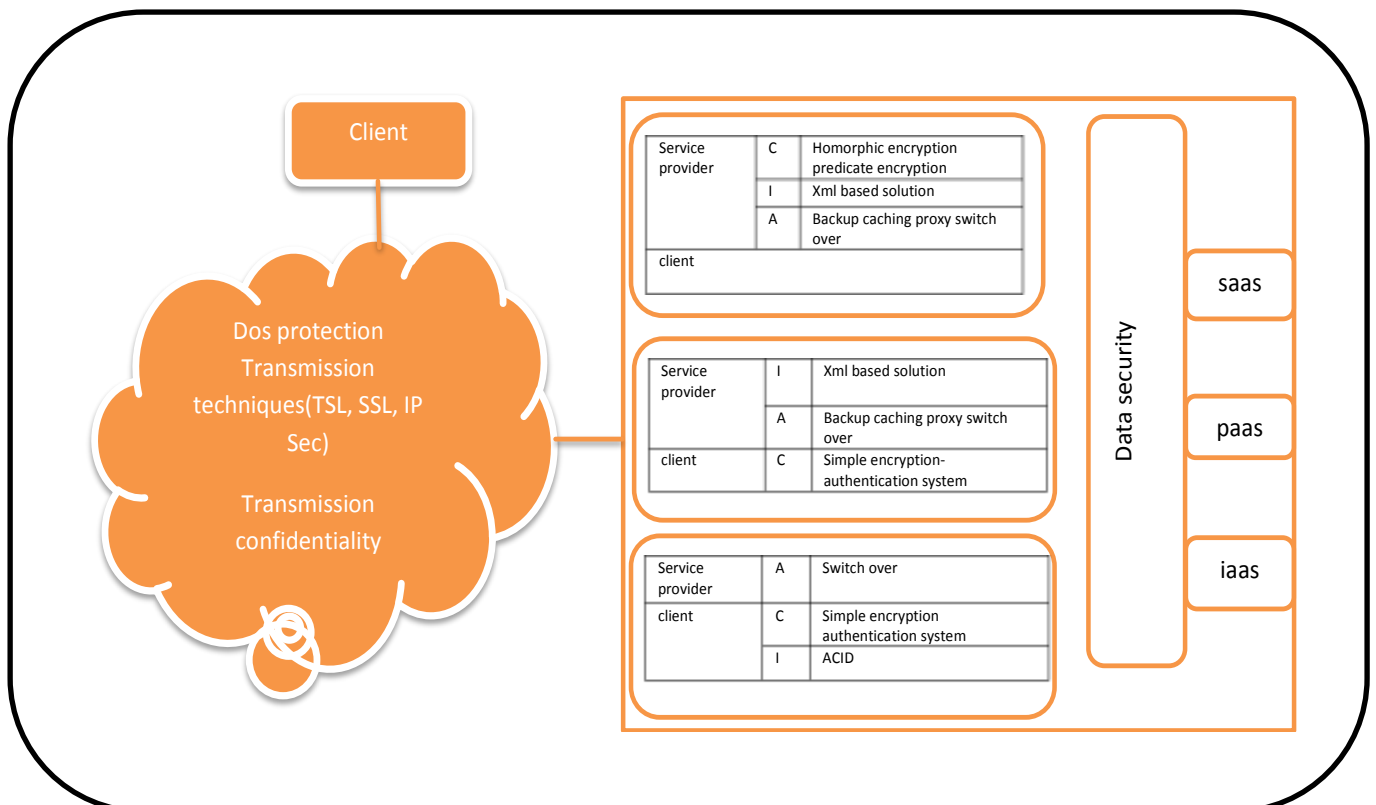 Client
Dos protection
Transmission
techniques(TSL, SSL, IP
Sec)
Transmission
confidentiality
Service
provider
C
Homorphic encryption
predicate encryption
I
Xml based solution
A
Backup caching proxy switch
over
client
Service
provider
I
Xml based solution
A
Backup caching proxy switch
over
client
C
Simple encryption-
authentication system
Service
provider
A
Switch over
client
C
Simple encryption
authentication system
I
ACID
Data security
saas
paas
iaas